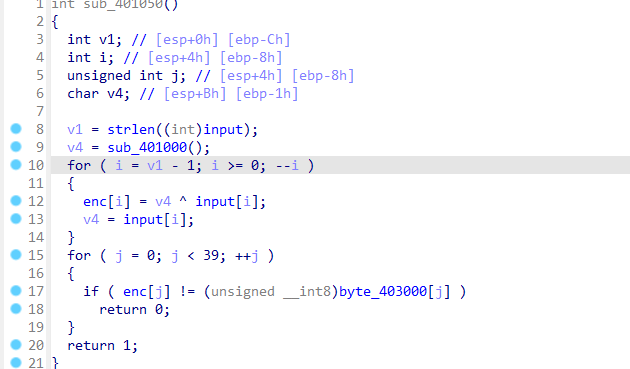 1 int sub_401050()
2 {
3 int v1; // [esp+0h] [ebp-Ch]
4 int i; // [esp+4h] [ebp-8h]
5 unsigned int j; // [esp+4h] [ebp-8h]
6 char v4; // [esp+Bh] [ebp-1h]
7
8 v1 = strlen((int)input);
9 v4 = sub_401000();
10 for ( i = v1 - 1; i >= 0; --i )
11 {
12 enc[i] = v4 ^ input[i];
13 v4 = input[i];
14 }
15 for ( j = 0; j < 39; ++j )
16 {
17 if ( enc[j] != (unsigned __int8)byte_403000[j] )
18 return 0;
19 }
20 return 1;
21 }